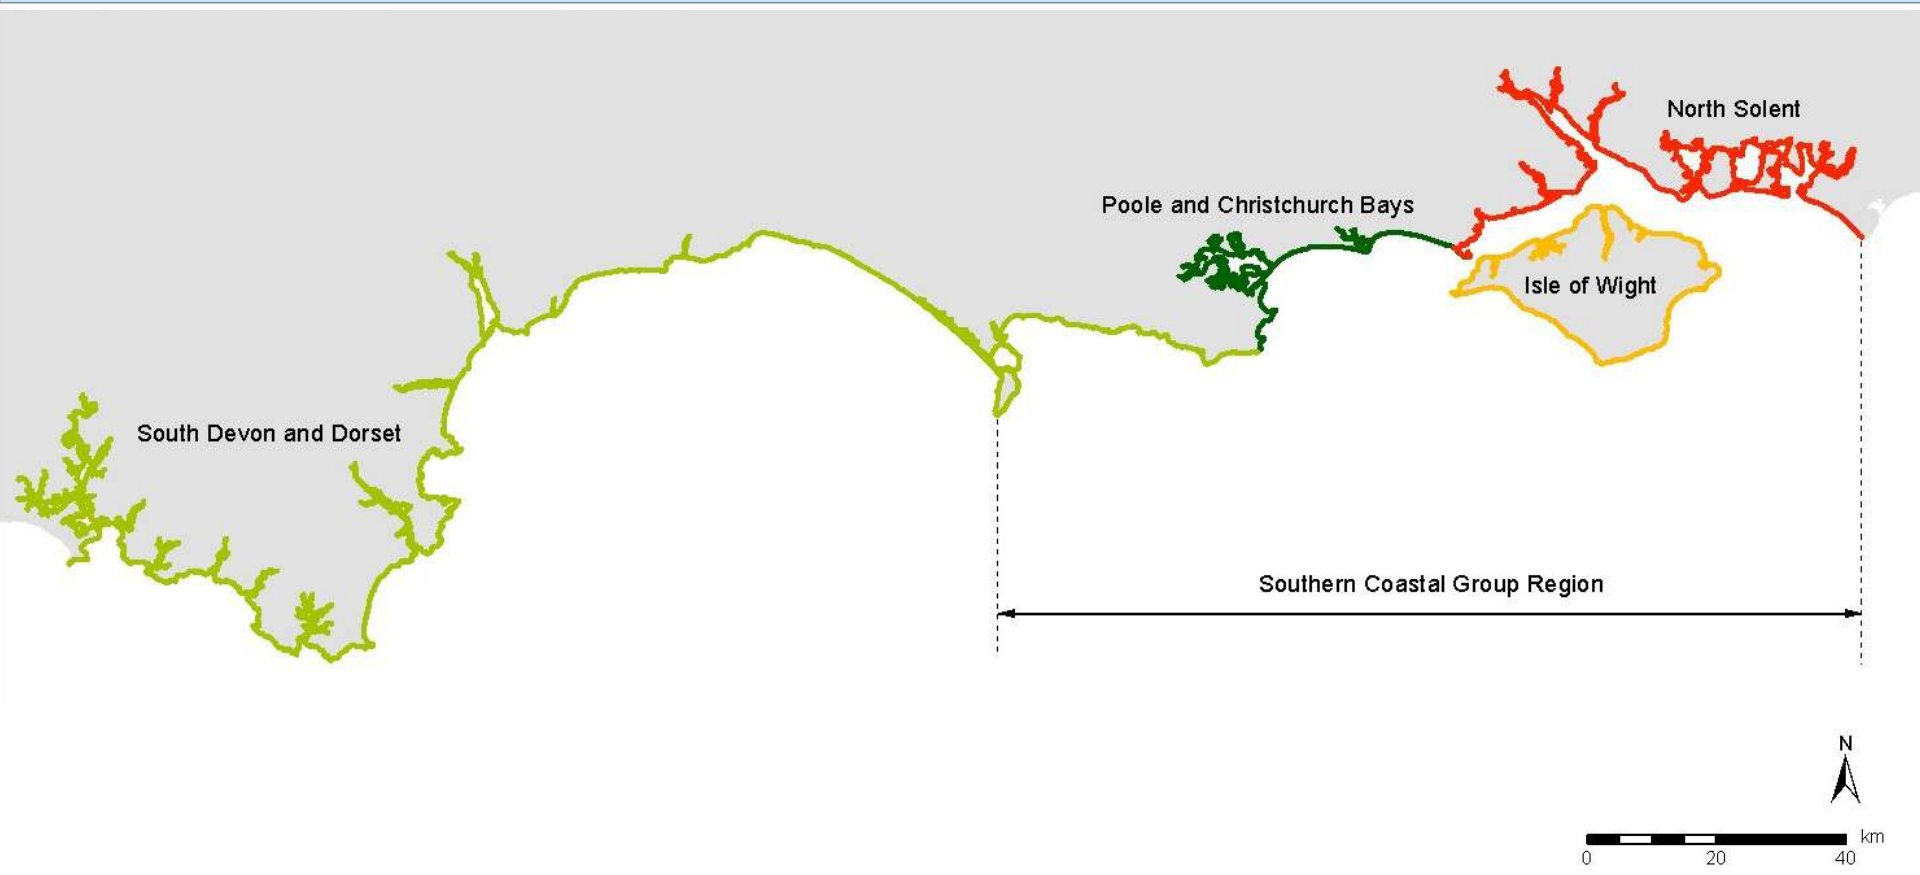 North Solent
Poole and Christchurch Bays
Isle of Wight
South Devon and Dorset
Southern Coastal Group Region
N
km
0 20 40